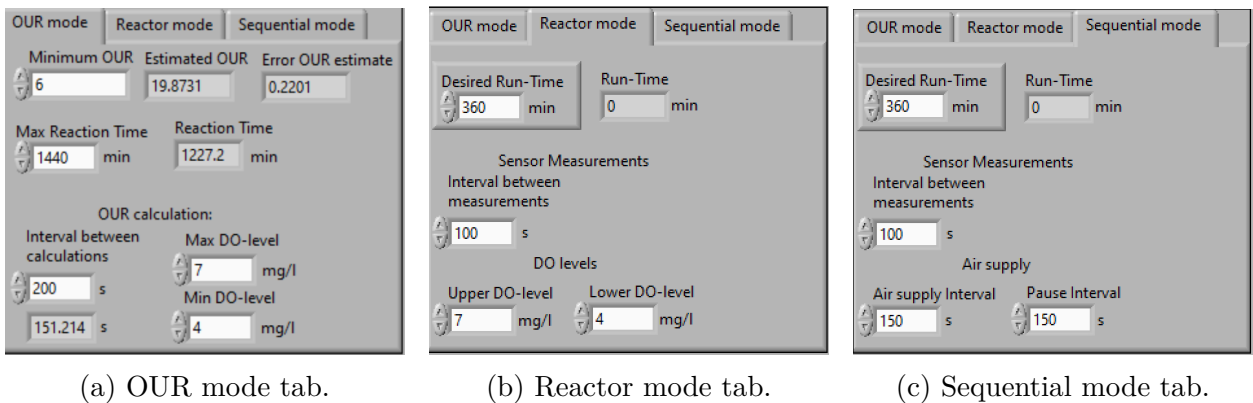 OUR mode Reactor mode Sequential mode
Minimum OUR Estimated OUR Error OUR estimate
6 19.8731 0.2201
Max Reaction Time Reaction Time
1440 min 1227.2 min
OUR calculation:
Interval between calculations Max DO-level
200 s 7 mg/l
Min DO-level
151.214 s 4 mg/l
(a) OUR mode tab.
OUR mode Reactor mode Sequential mode
Desired Run-Time Run-Time
360 min 0 min
Sensor Measurements
Interval between
measurements
100 s
DO levels
Upper DO-level Lower DO-level
7 mg/l 4 mg/l
(b) Reactor mode tab.
OUR mode Reactor mode Sequential mode
Desired Run-Time Run-Time
360 min 0 min
Sensor Measurements
Interval between
measurements
100 s
Air supply
Air supply Interval Pause Interval
150 s 150 s
(c) Sequential mode tab.